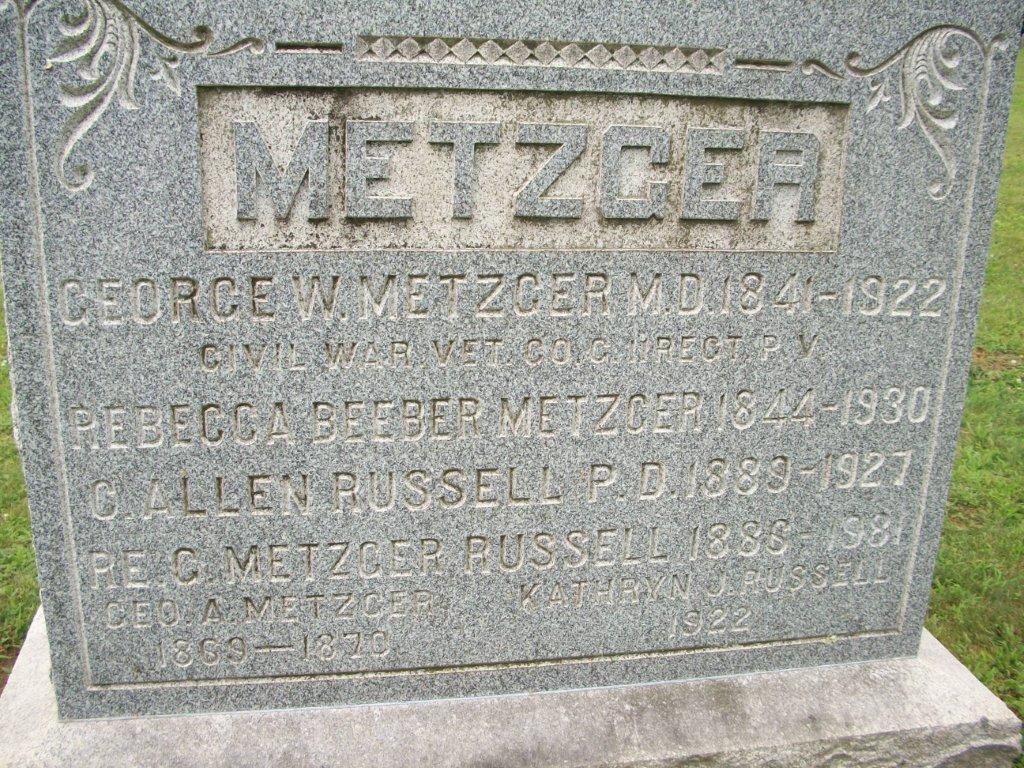 METZGER
GEORGE W. METZGER M.D. 1841-1922
CIVIL WAR. VET. CO. G. 11 REGT. P. V.
REBECCA BEEBER METZGER 1844-1930
C. ALLEN RUSSELL P. D. 1889-1927
RE. C. METZGER RUSSELL 1886-1981
GEO. A. METZGER KATHRYN J. RUSSELL
1869—1870 1922